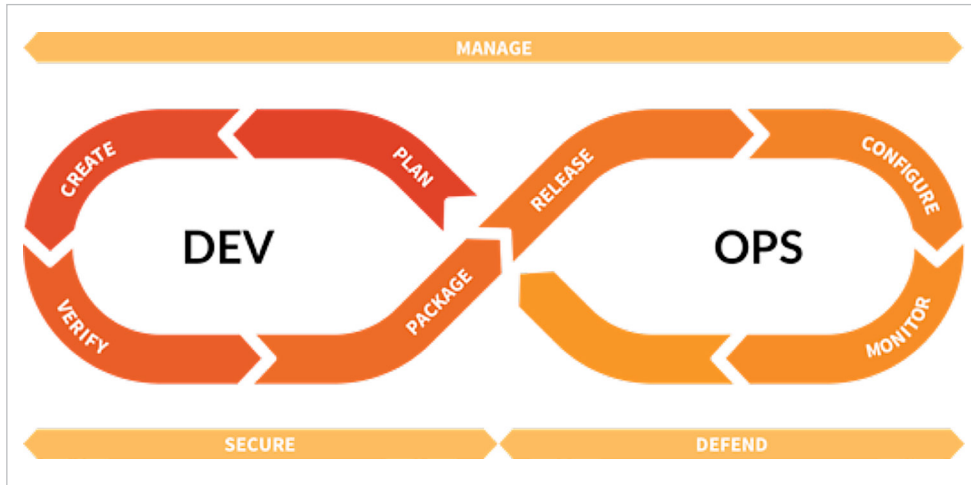 MANAGE
CREATE
PLAN
RELEASE
CONFIGURE
DEV
OPS
VERIFY
PACKAGE
MONITOR
SECURE
DEFEND